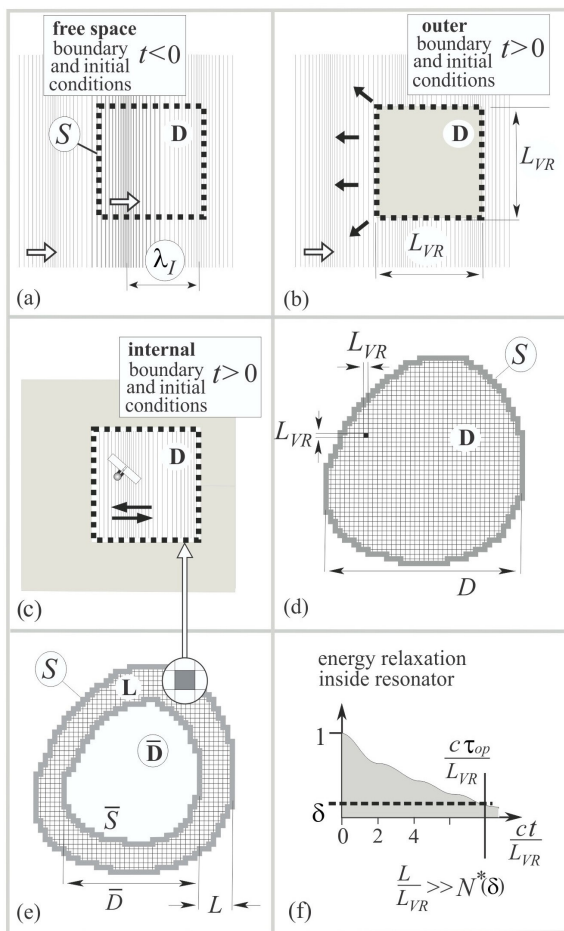 free space
boundary
and initial
conditions
t<0
S
D
λ_I
(a)
outer
boundary
and initial
conditions
t>0
D
L_VR
L_VR
(b)
internal
boundary
and initial
conditions
t>0
D
(c)
L_VR
S
L_VR
D
D
(d)
S
L
D̅
S̅
D̅
L
(e)
energy relaxation
inside resonator
1
cτ_op
L_VR
δ
0 2 4
ct
L_VR
L/L_VR >> N*(δ)
(f)